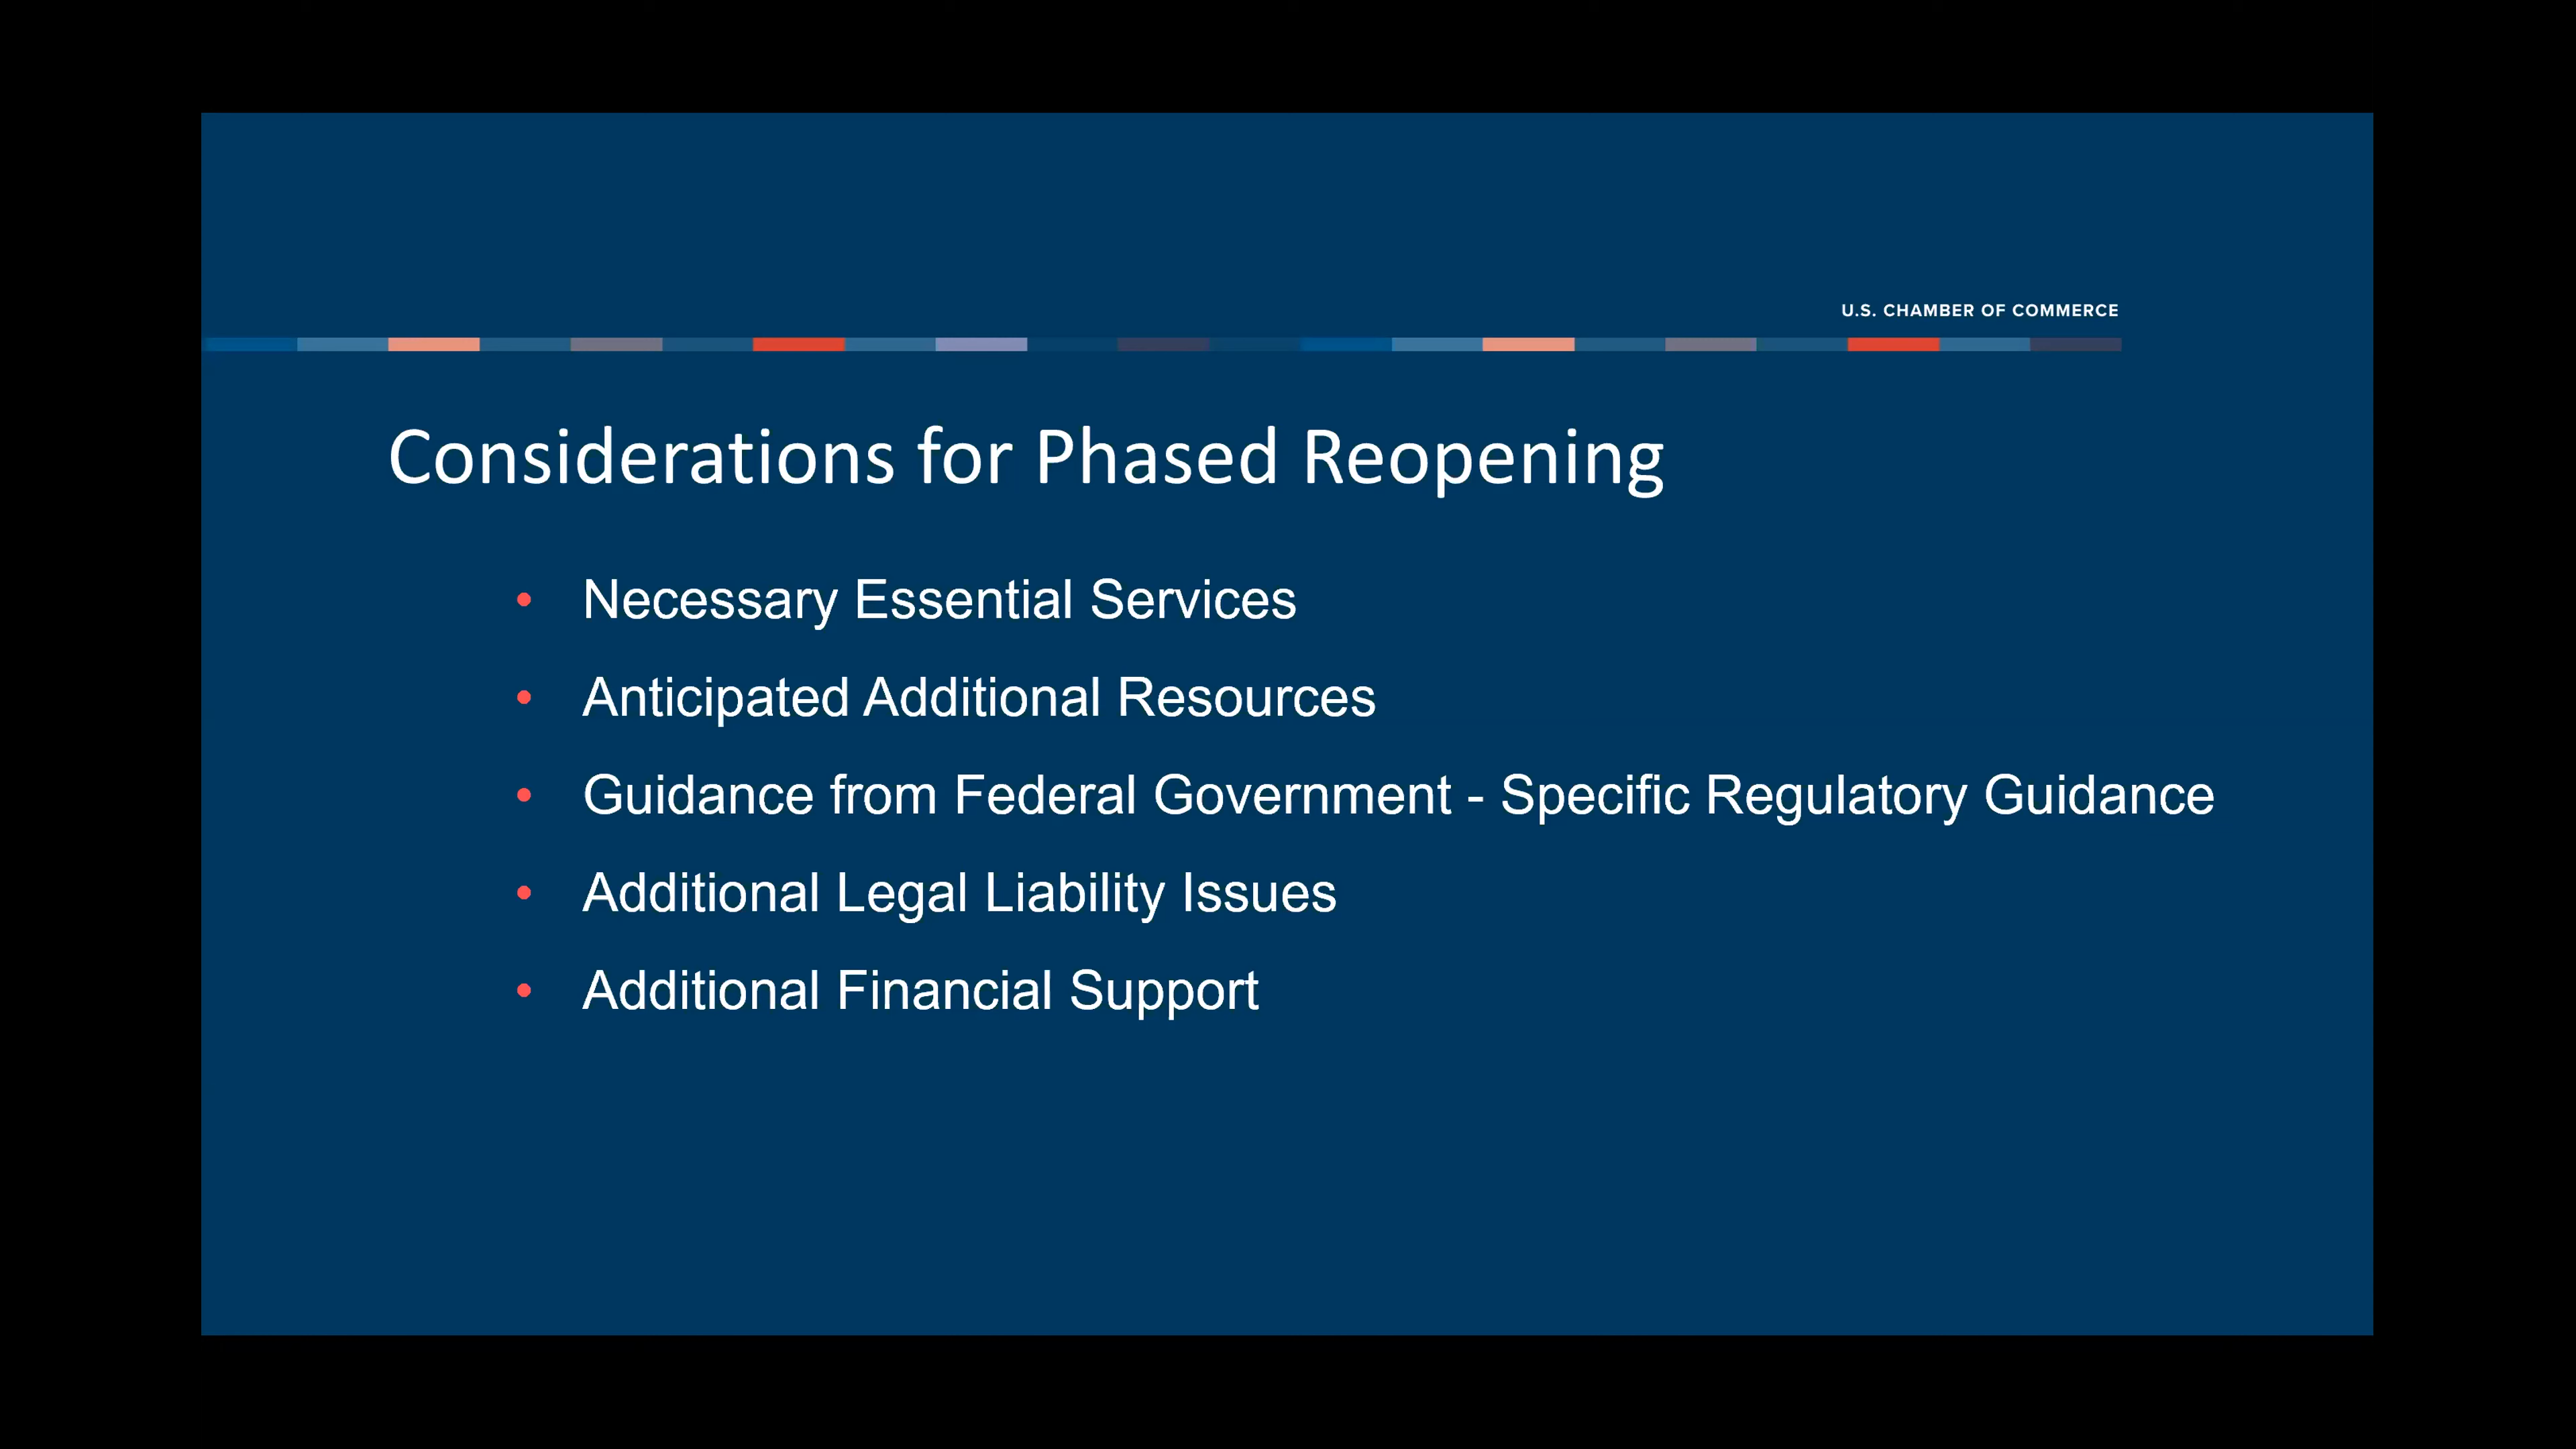 U.S. CHAMBER OF COMMERCE
Considerations for Phased Reopening
• Necessary Essential Services
• Anticipated Additional Resources
• Guidance from Federal Government - Specific Regulatory Guidance
• Additional Legal Liability Issues
• Additional Financial Support